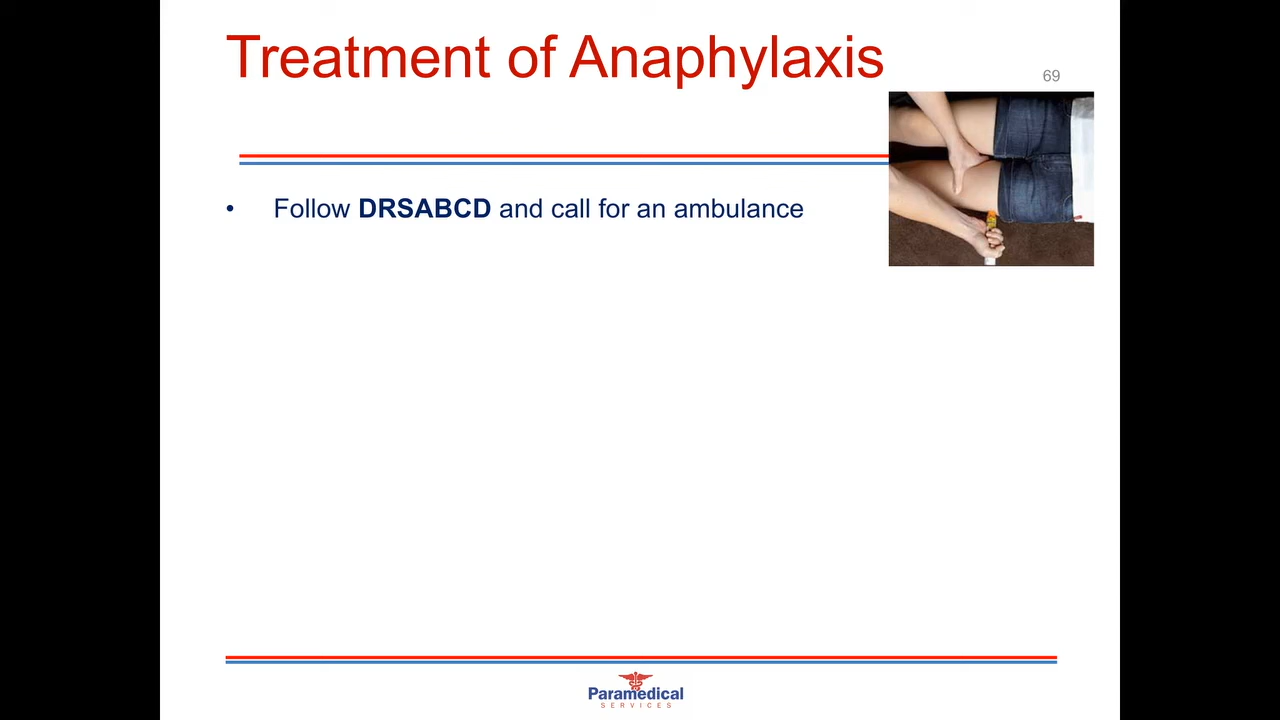 Treatment of Anaphylaxis
69
• Follow DRSABCD and call for an ambulance
Paramedical
SERVICES